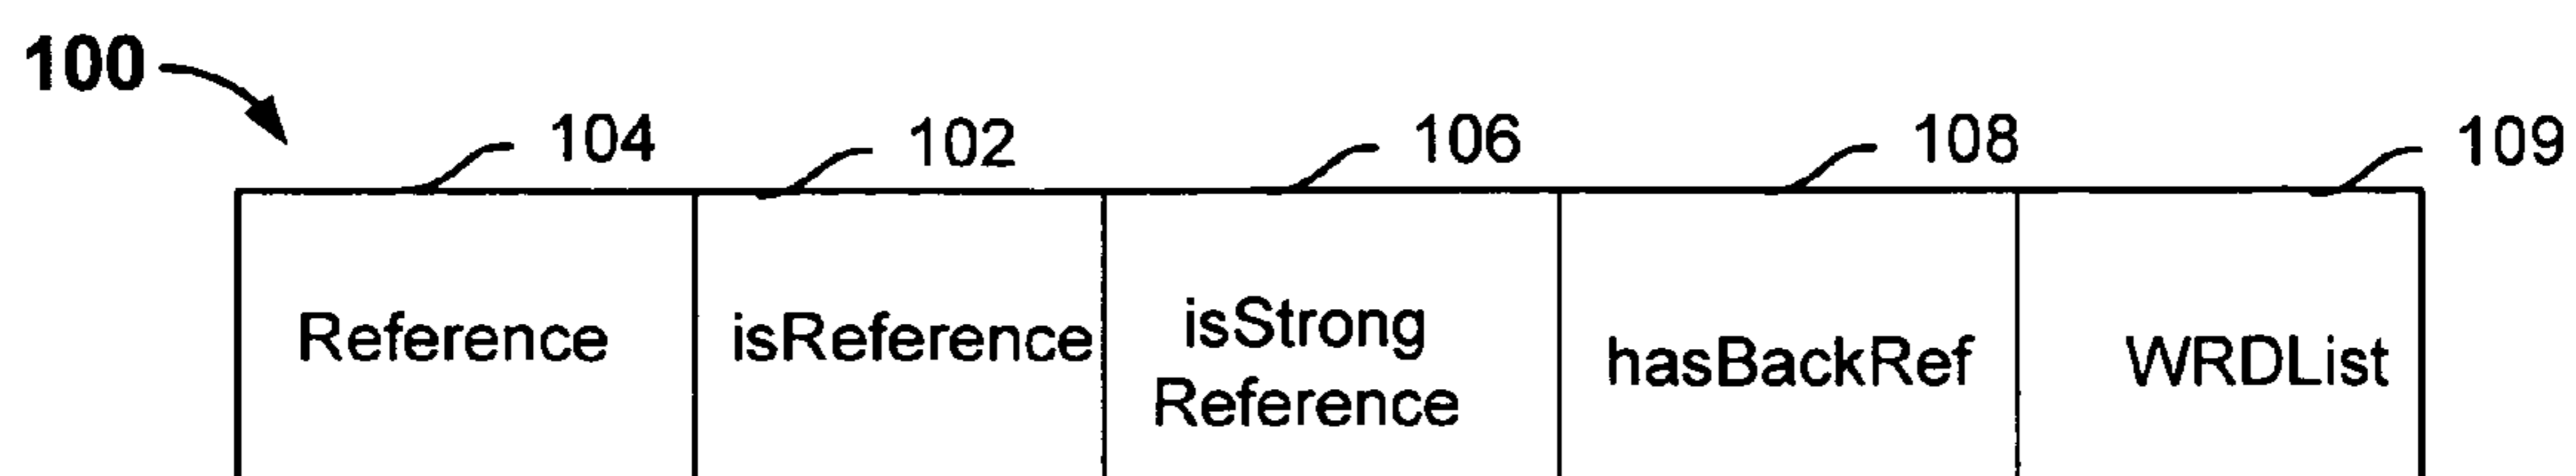 100
104 102 106 108 109
Reference isReference isStrong Reference hasBackRef WRDList